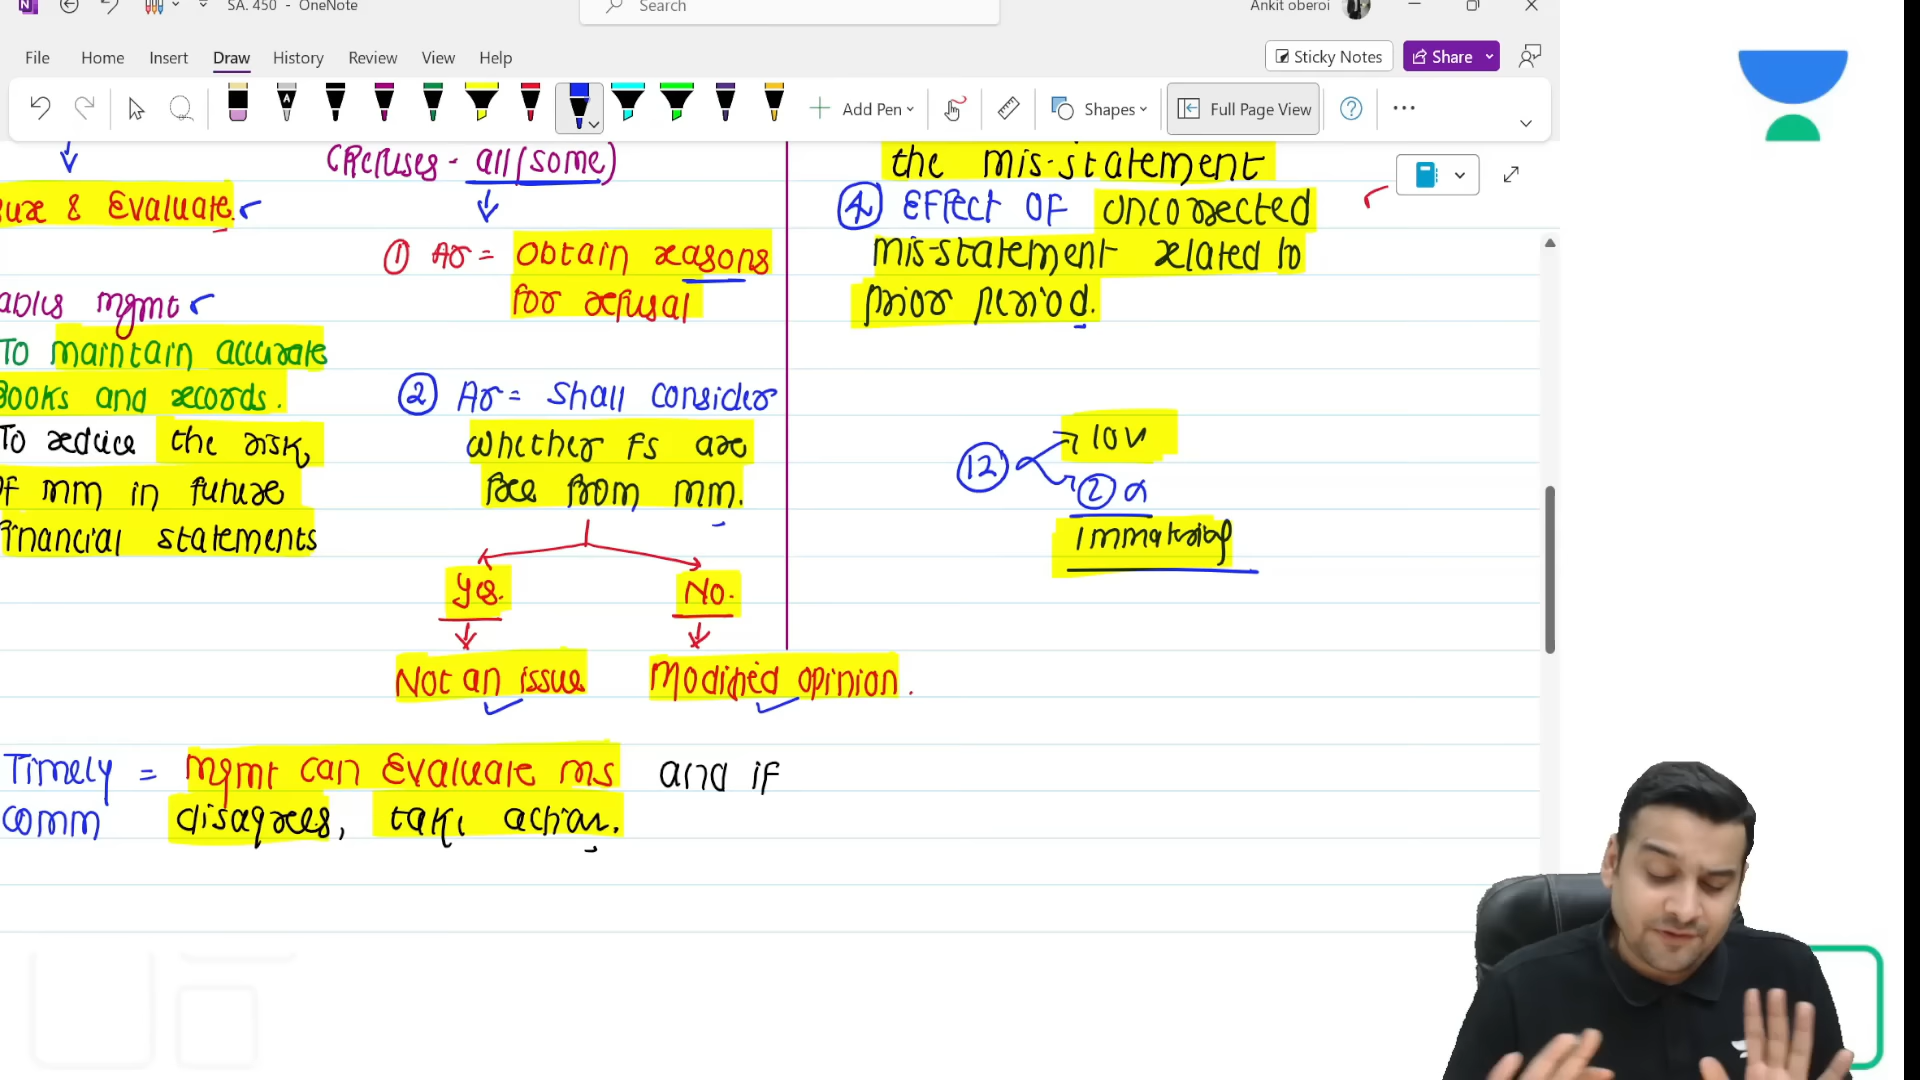 SA. 450 - OneNote
Search
Ankit oberoi
File Home Insert Draw History Review View Help
Sticky Notes
Share
Add Pen
Shapes
Full Page View
(Refuses - all/some)
& Evaluate.
① Ar = Obtain reasons
for refusal
mgmt
To maintain accurate
Books and records.
To reduce the risk
of mm in future
financial statements
② Ar = Shall consider
whether FS are
free from mm.
Yes.
No.
Not an issue
Modified opinion.
Timely = mgmt can Evaluate ms and if
comm disagrees, take action.
the mis-statement
④ Effect OF uncorrected
mis-statement related to
prior period.
12
10
2
Immaterial